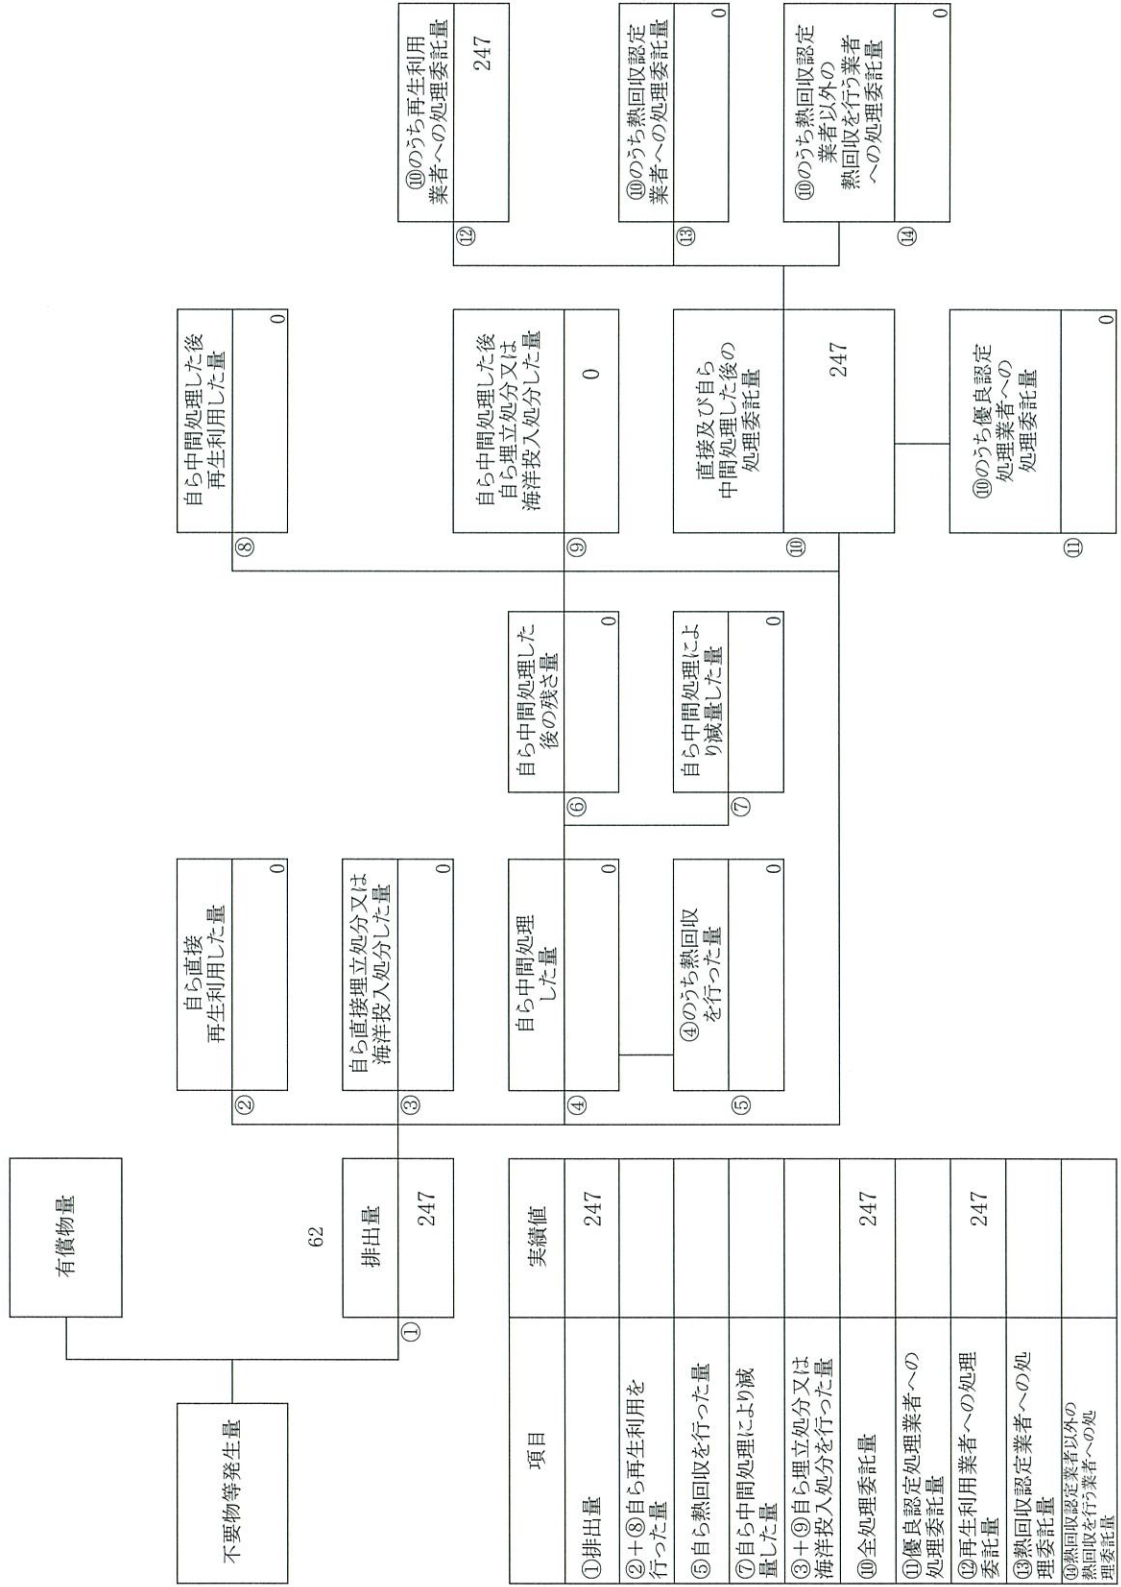 不要物等発生量
有償物量
62
①
排出量
247
②
自ら直接
再生利用した量
0
③
自ら直接埋立処分又は
海洋投入処分した量
0
④
自ら中間処理
した量
0
⑤
④のうち熱回収
を行った量
0
⑥
自ら中間処理した
後の残さ量
0
⑦
自ら中間処理によ
り減量した量
0
⑧
自ら中間処理した後
再生利用した量
0
⑨
自ら中間処理した後
自ら埋立処分又は
海洋投入処分した量
0
⑩
直接及び自ら
中間処理した後の
処理委託量
247
⑪
⑩のうち優良認定
処理業者への
処理委託量
0
⑫
⑩のうち再生利用
業者への処理委託量
247
⑬
⑩のうち熱回収認定
業者への処理委託量
0
⑭
⑩のうち熱回収認定
業者以外の
熱回収を行う業者
への処理委託量
0
項目 実績値
①排出量 247
②+⑧自ら再生利用を
行った量
⑤自ら熱回収を行った量
⑦自ら中間処理により減
量した量
③+⑨自ら埋立処分又は
海洋投入処分を行った量
⑩全処理委託量 247
⑪優良認定処理業者への
処理委託量
⑫再生利用業者への処理
委託量 247
⑬熱回収認定業者への処
理委託量
⑭熱回収認定業者以外の
熱回収を行う業者への処
理委託量